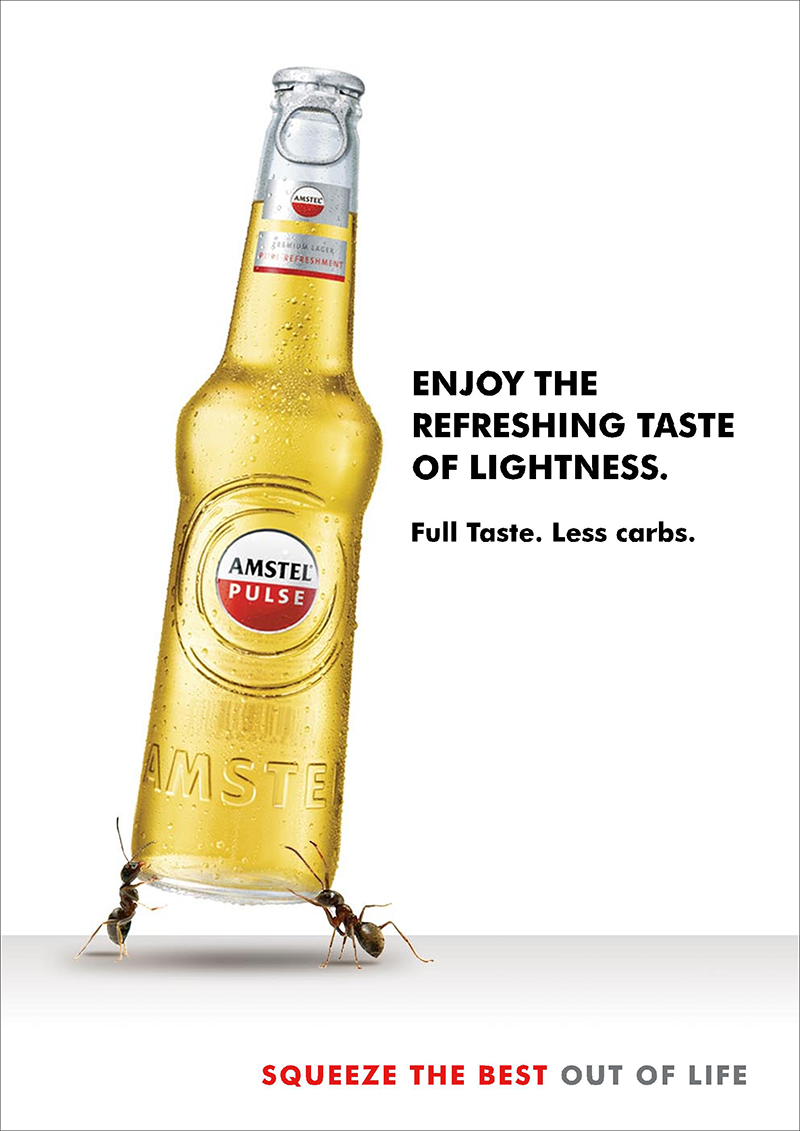 AMSTEL
PREMIUM LAGER
PURE REFRESHMENT
ENJOY THE
REFRESHING TASTE
OF LIGHTNESS.
Full Taste. Less carbs.
AMSTEL
PULSE
AMSTEL
SQUEEZE THE BEST OUT OF LIFE